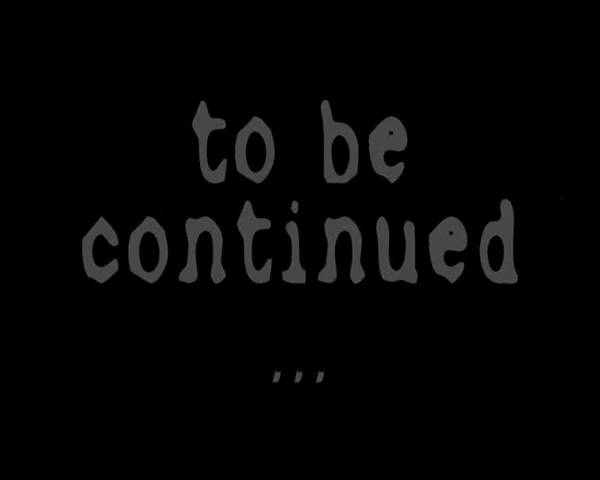 to be
continued
,,,